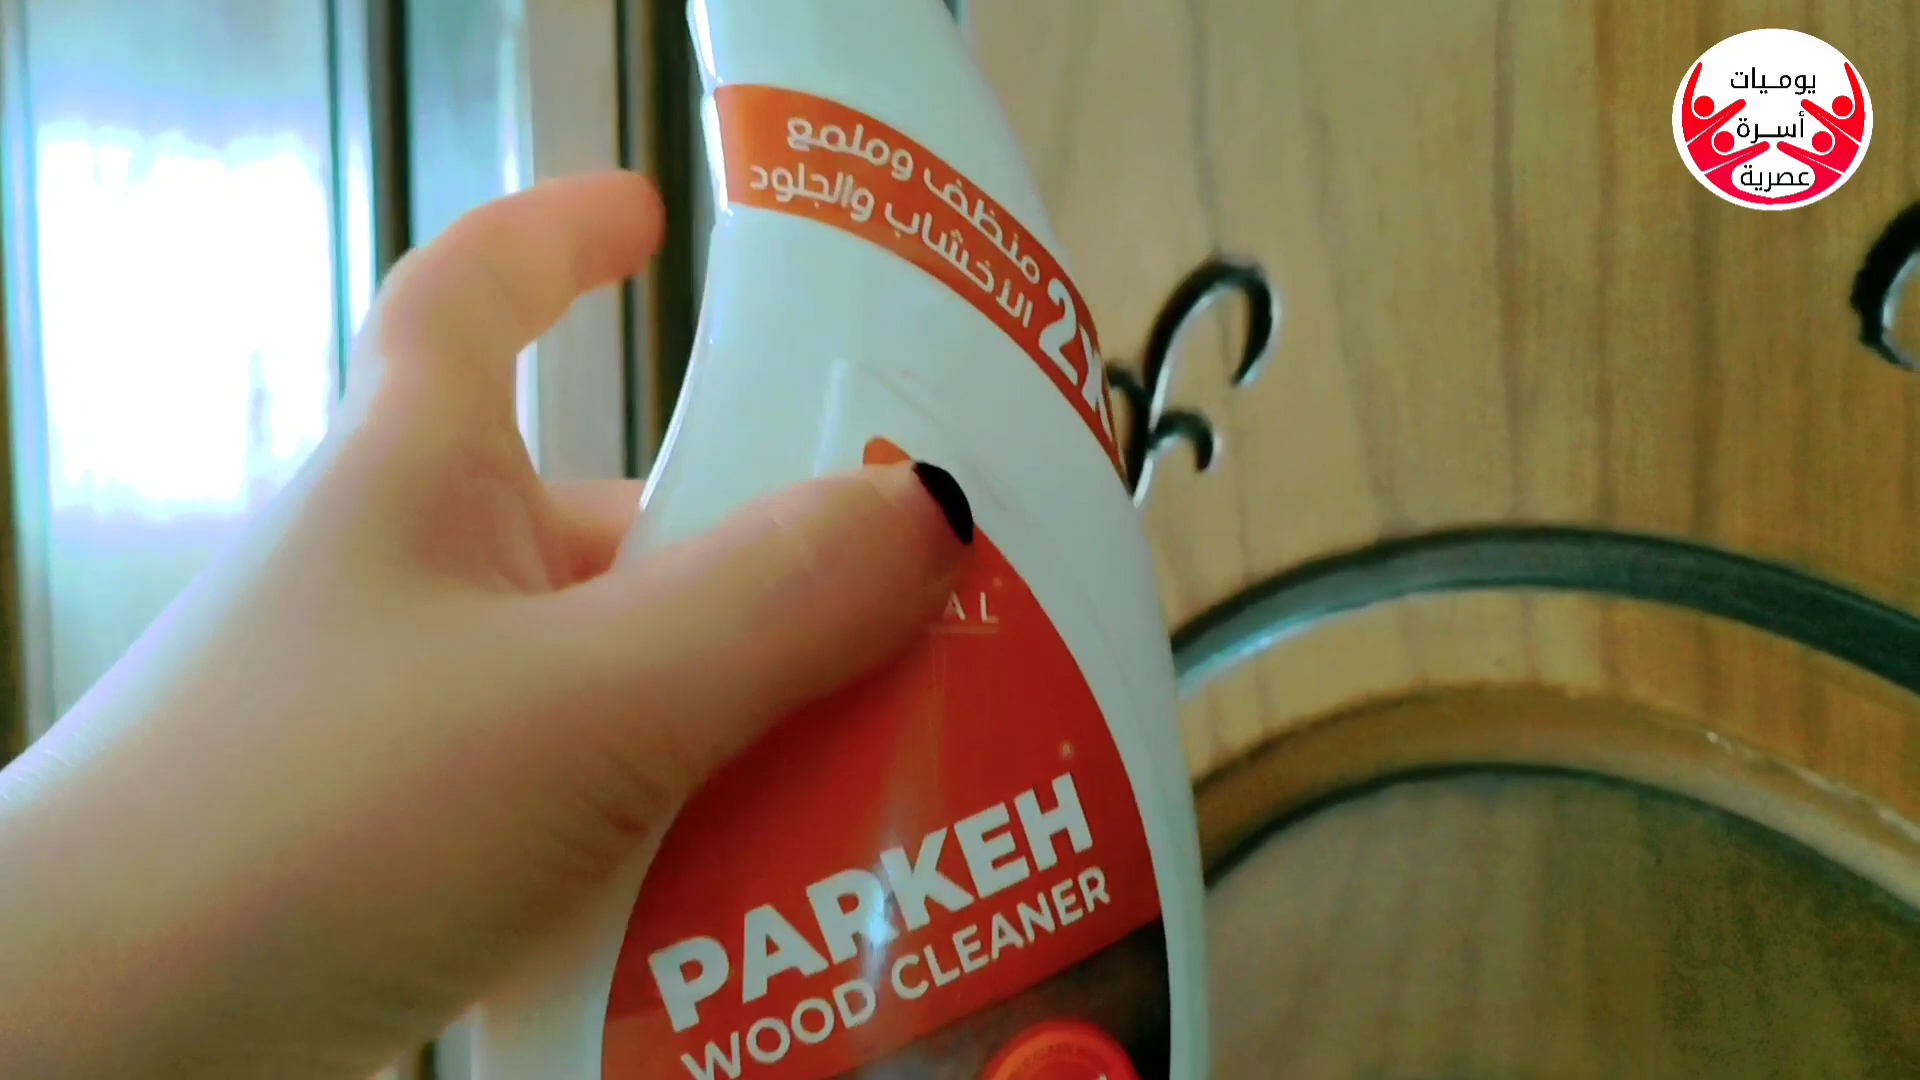 يوميات
أسرة
عصرية
2X منظف وملمع
الاخشاب والجلود
PARKEH®
WOOD CLEANER